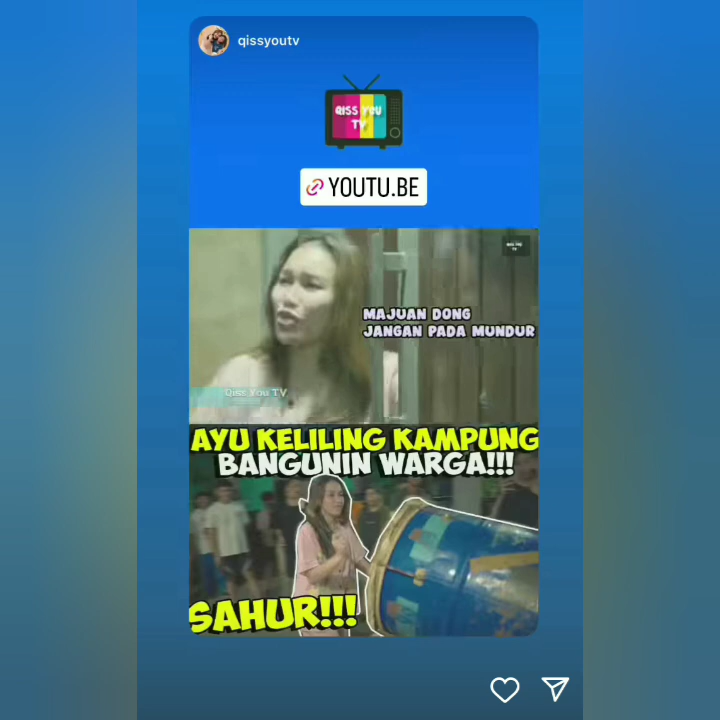 qissyoutv
QISS YOU
TV
YOUTU.BE
MAJUAN DONG
JANGAN PADA MUNDUR
Qiss You TV
AYU KELILING KAMPUNG
BANGUNIN WARGA!!!
SAHUR!!!